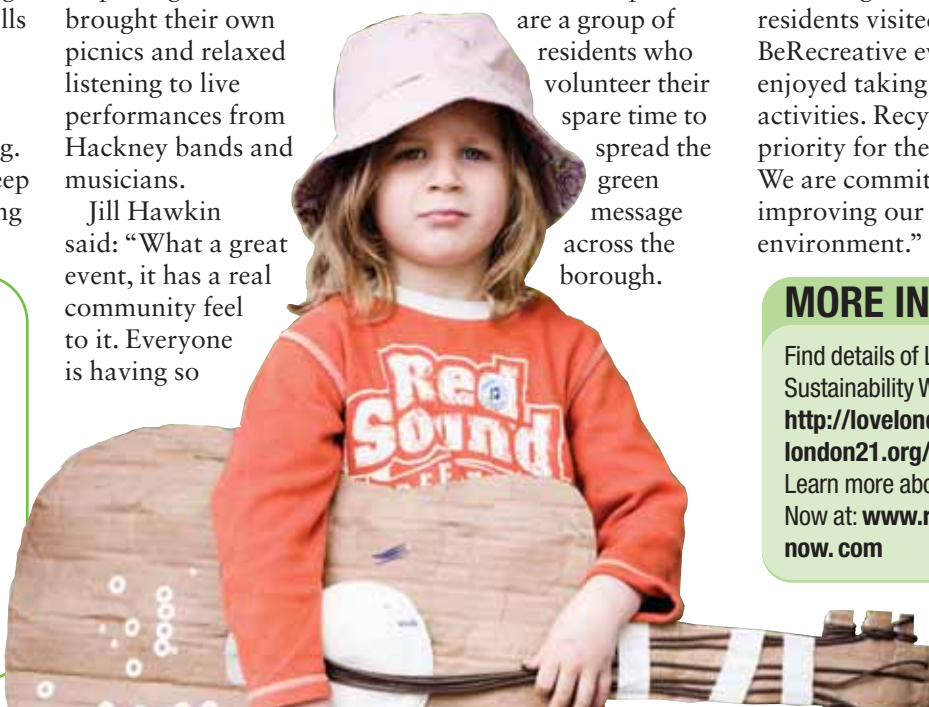 lls
g.
eep
ng
brought their own
picnics and relaxed
listening to live
performances from
Hackney bands and
musicians.
Jill Hawkin
said: “What a great
event, it has a real
community feel
to it. Everyone
is having so
are a group of
residents who
volunteer their
spare time to
spread the
green
message
across the
borough.
Red
Sound
residents visited
BeRecreative ev
enjoyed taking
activities. Recy
priority for the
We are commit
improving our
environment.”
MORE IN
Find details of L
Sustainability W
http://lovelond
london21.org/
Learn more abo
Now at: www.r
now. com